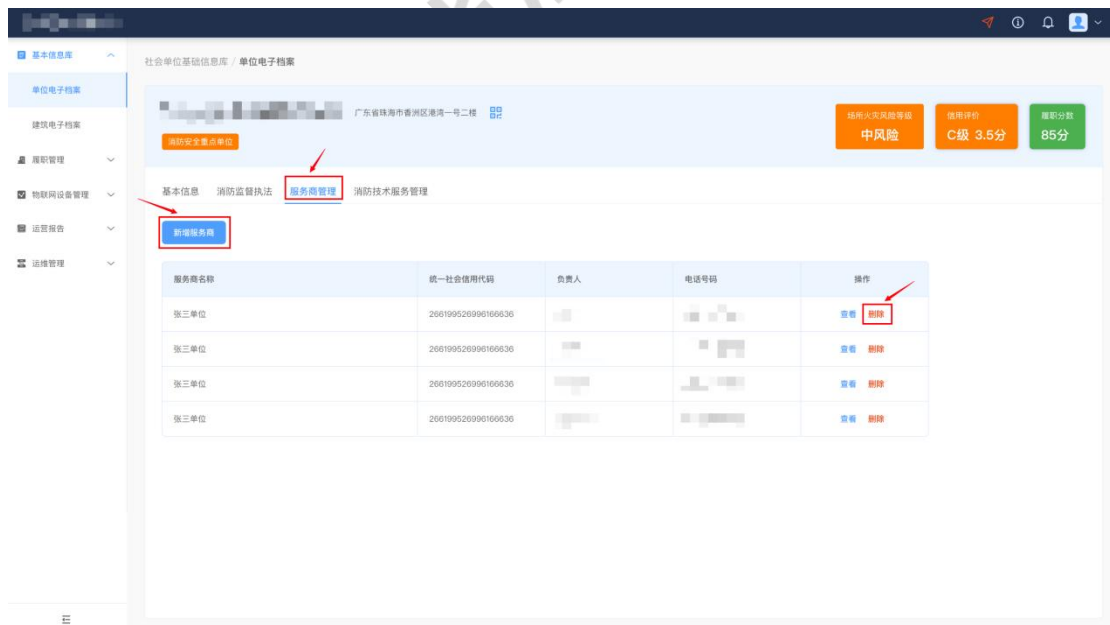 基本信息库
单位电子档案
建筑电子档案
履职管理
物联网设备管理
运营报告
运维管理
社会单位基础信息库 / 单位电子档案
广东省珠海市香洲区港湾一号二楼
消防安全重点单位
场所火灾风险等级
中风险
信用评价
C级 3.5分
履职分数
85分
基本信息 消防监督执法 服务商管理 消防技术服务管理
新增服务商
服务商名称 统一社会信用代码 负责人 电话号码 操作
张三单位 266199526996166636 查看 删除
张三单位 266199526996166636 查看 删除
张三单位 266199526996166636 查看 删除
张三单位 266199526996166636 查看 删除